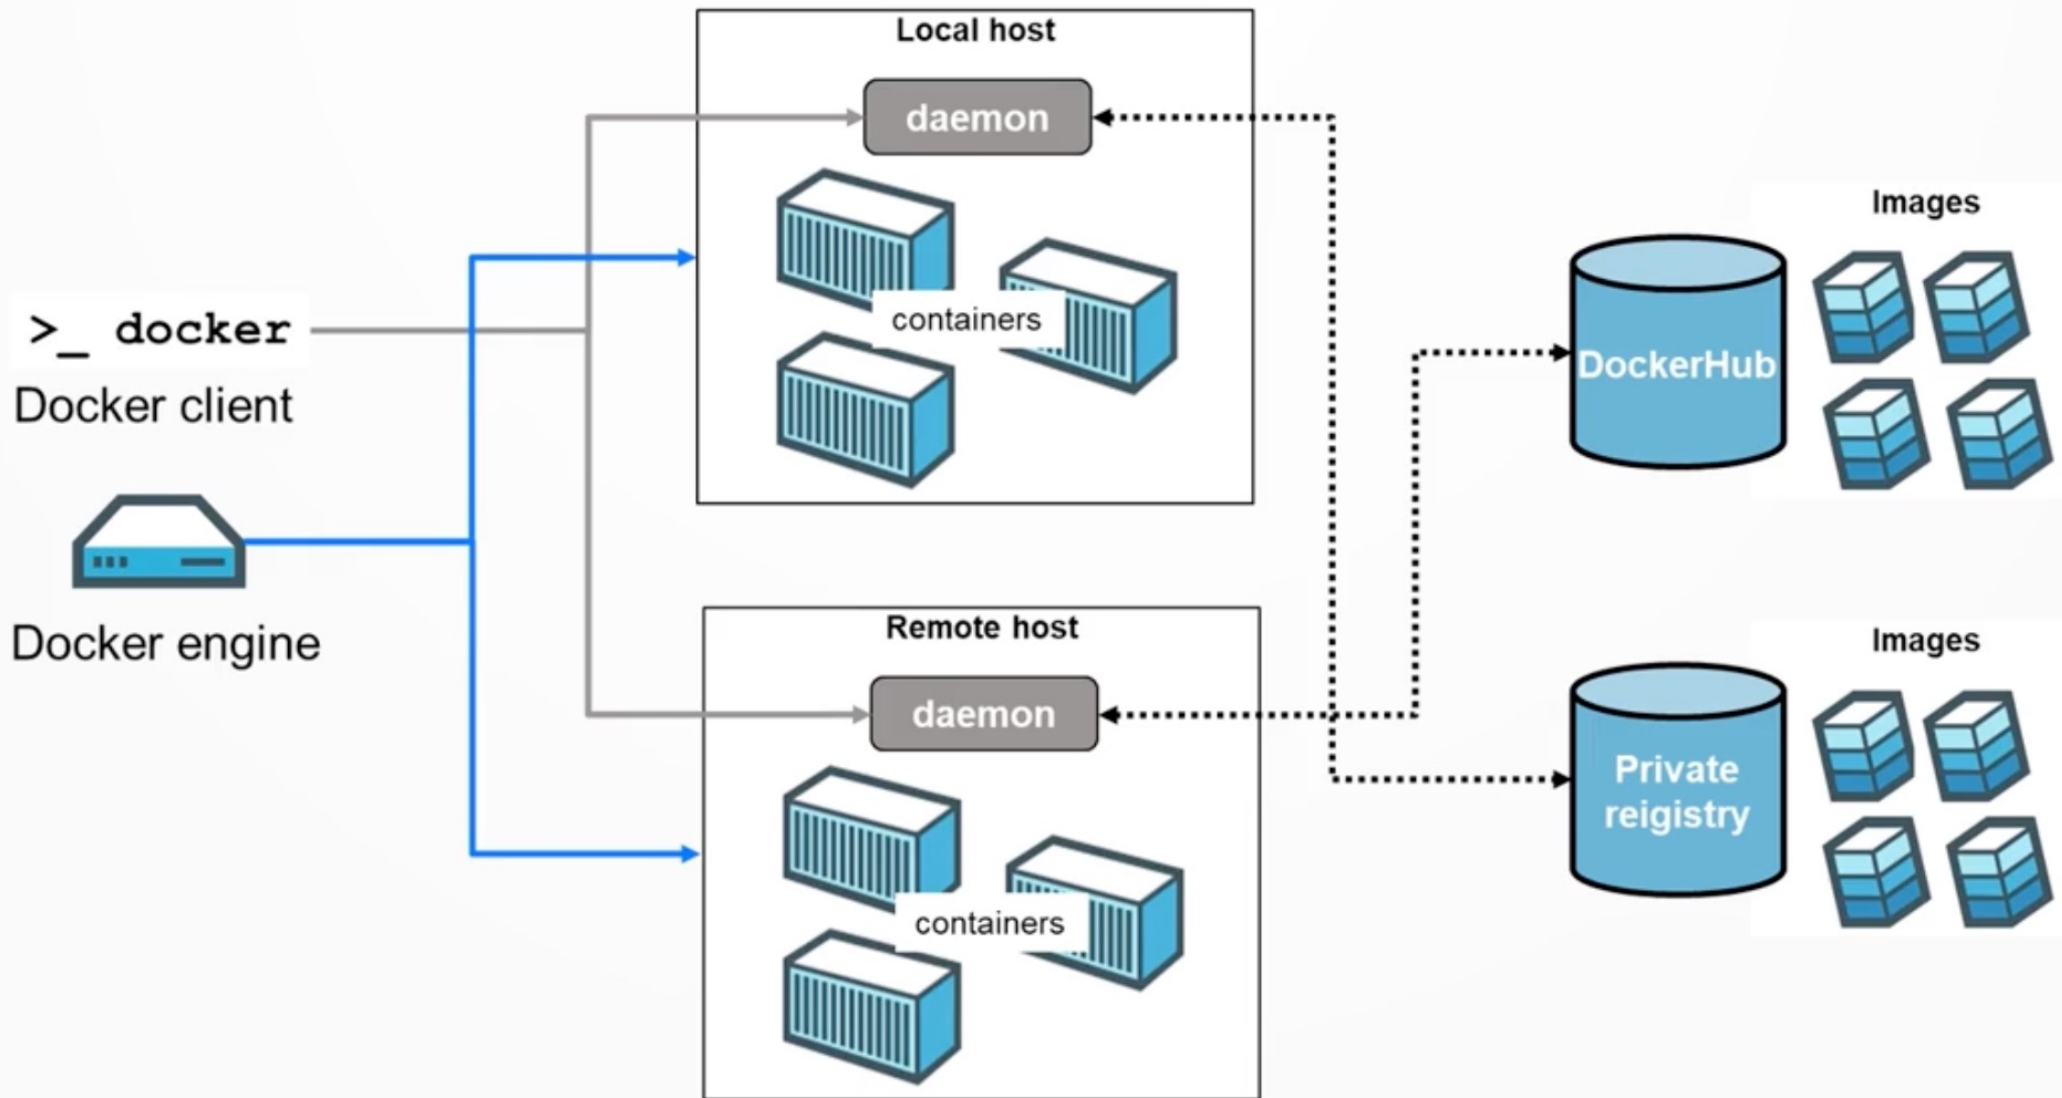 Local host
daemon
containers
>_ docker
Docker client
Docker engine
Remote host
daemon
containers
Images
DockerHub
Images
Private
reigistry